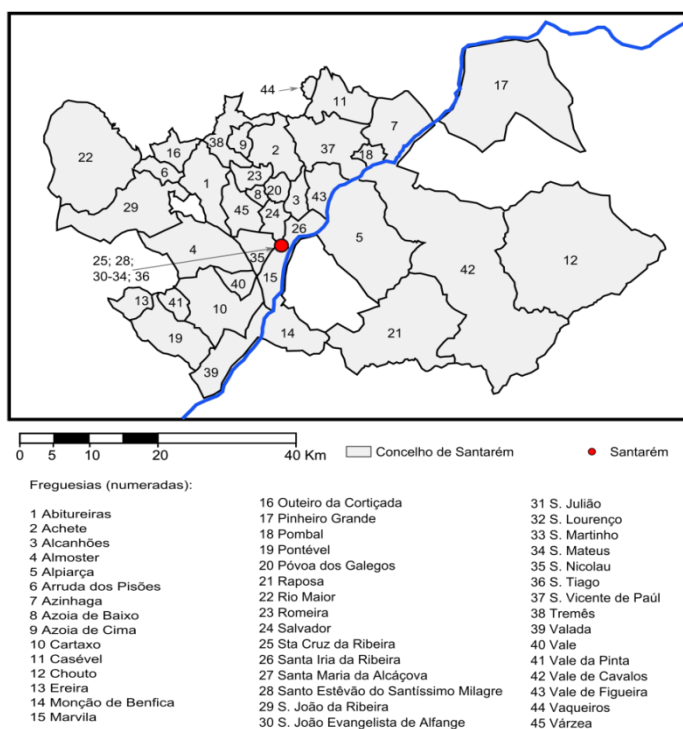 44
11
17
7
38
9
2
37
18
22
16
6
23
1
8
20
3
43
29
45
24
26
4
5
25; 28;
30-34; 36
35
42
12
40
15
13
41
10
14
21
19
39
0 5 10 20 40 Km
Concelho de Santarém
Santarém
Freguesias (numeradas):
1 Abitureiras
2 Achete
3 Alcanhões
4 Almoster
5 Alpiarça
6 Arruda dos Pisões
7 Azinhaga
8 Azoia de Baixo
9 Azoia de Cima
10 Cartaxo
11 Casével
12 Chouto
13 Ereira
14 Monção de Benfica
15 Marvila
16 Outeiro da Cortiçada
17 Pinheiro Grande
18 Pombal
19 Pontével
20 Póvoa dos Galegos
21 Raposa
22 Rio Maior
23 Romeira
24 Salvador
25 Sta Cruz da Ribeira
26 Santa Iria da Ribeira
27 Santa Maria da Alcáçova
28 Santo Estêvão do Santíssimo Milagre
29 S. João da Ribeira
30 S. João Evangelista de Alfange
31 S. Julião
32 S. Lourenço
33 S. Martinho
34 S. Mateus
35 S. Nicolau
36 S. Tiago
37 S. Vicente de Paúl
38 Tremês
39 Valada
40 Vale
41 Vale da Pinta
42 Vale de Cavalos
43 Vale de Figueira
44 Vaqueiros
45 Várzea